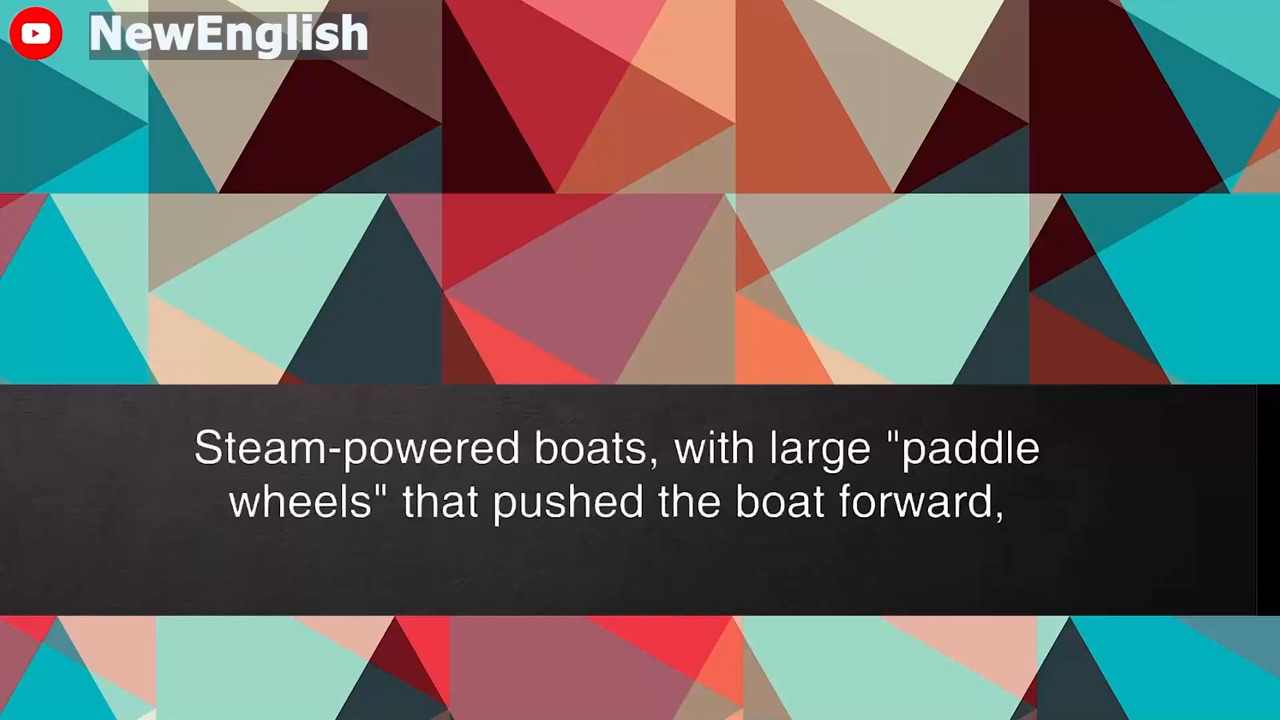 NewEnglish
Steam-powered boats, with large "paddle
wheels" that pushed the boat forward,